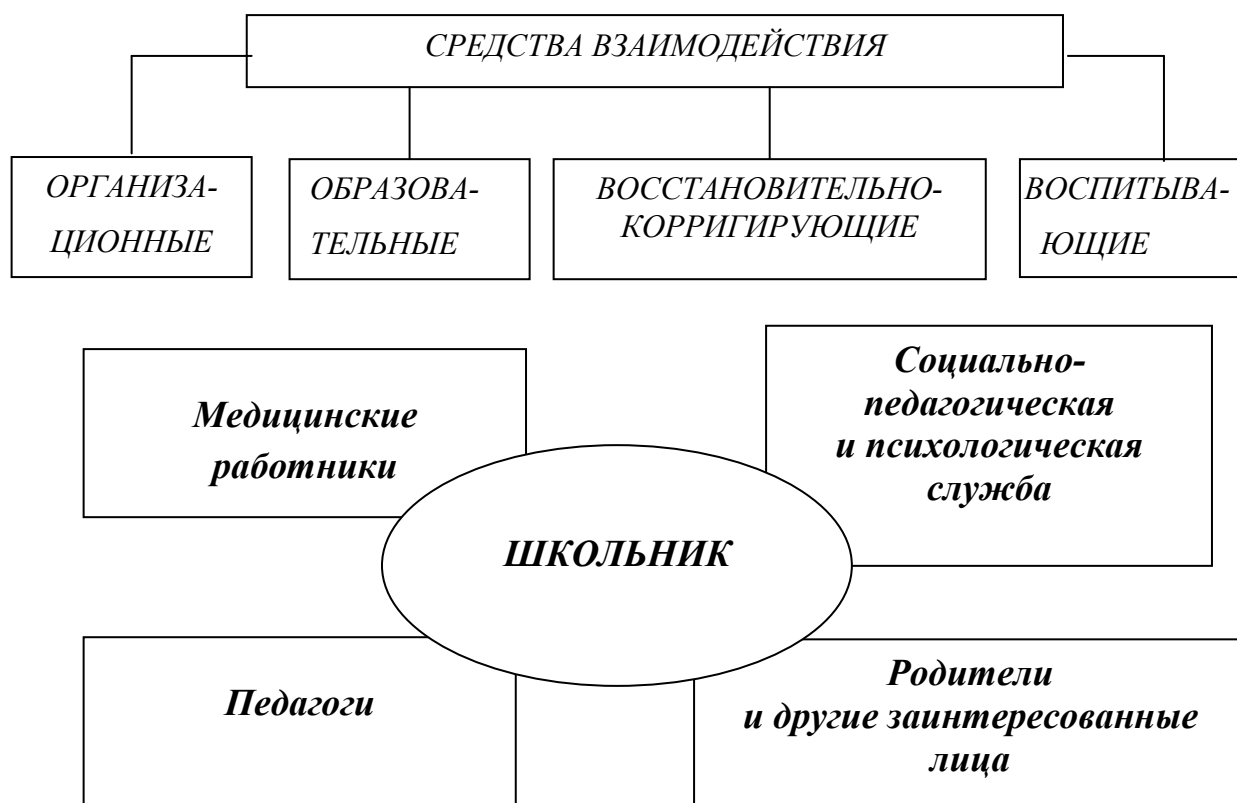 СРЕДСТВА ВЗАИМОДЕЙСТВИЯ
ОРГАНИЗА-
ЦИОННЫЕ
ОБРАЗОВА-
ТЕЛЬНЫЕ
ВОССТАНОВИТЕЛЬНО-
КОРРИГИРУЮЩИЕ
ВОСПИТЫВА-
ЮЩИЕ
Медицинские
работники
Социально-
педагогическая
и психологическая
служба
ШКОЛЬНИК
Педагоги
Родители
и другие заинтересованные
лица